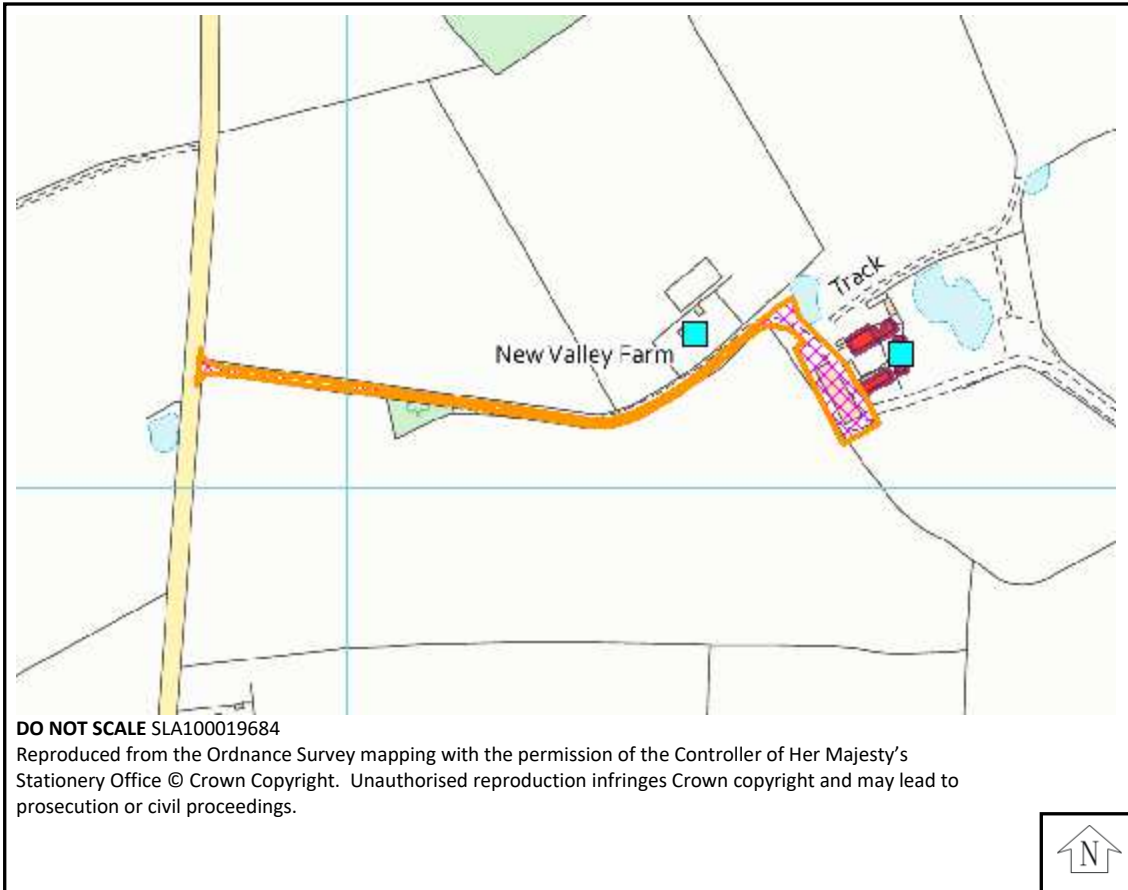 Track
New Valley Farm
DO NOT SCALE SLA100019684
Reproduced from the Ordnance Survey mapping with the permission of the Controller of Her Majesty’s
Stationery Office © Crown Copyright. Unauthorised reproduction infringes Crown copyright and may lead to
prosecution or civil proceedings.
N